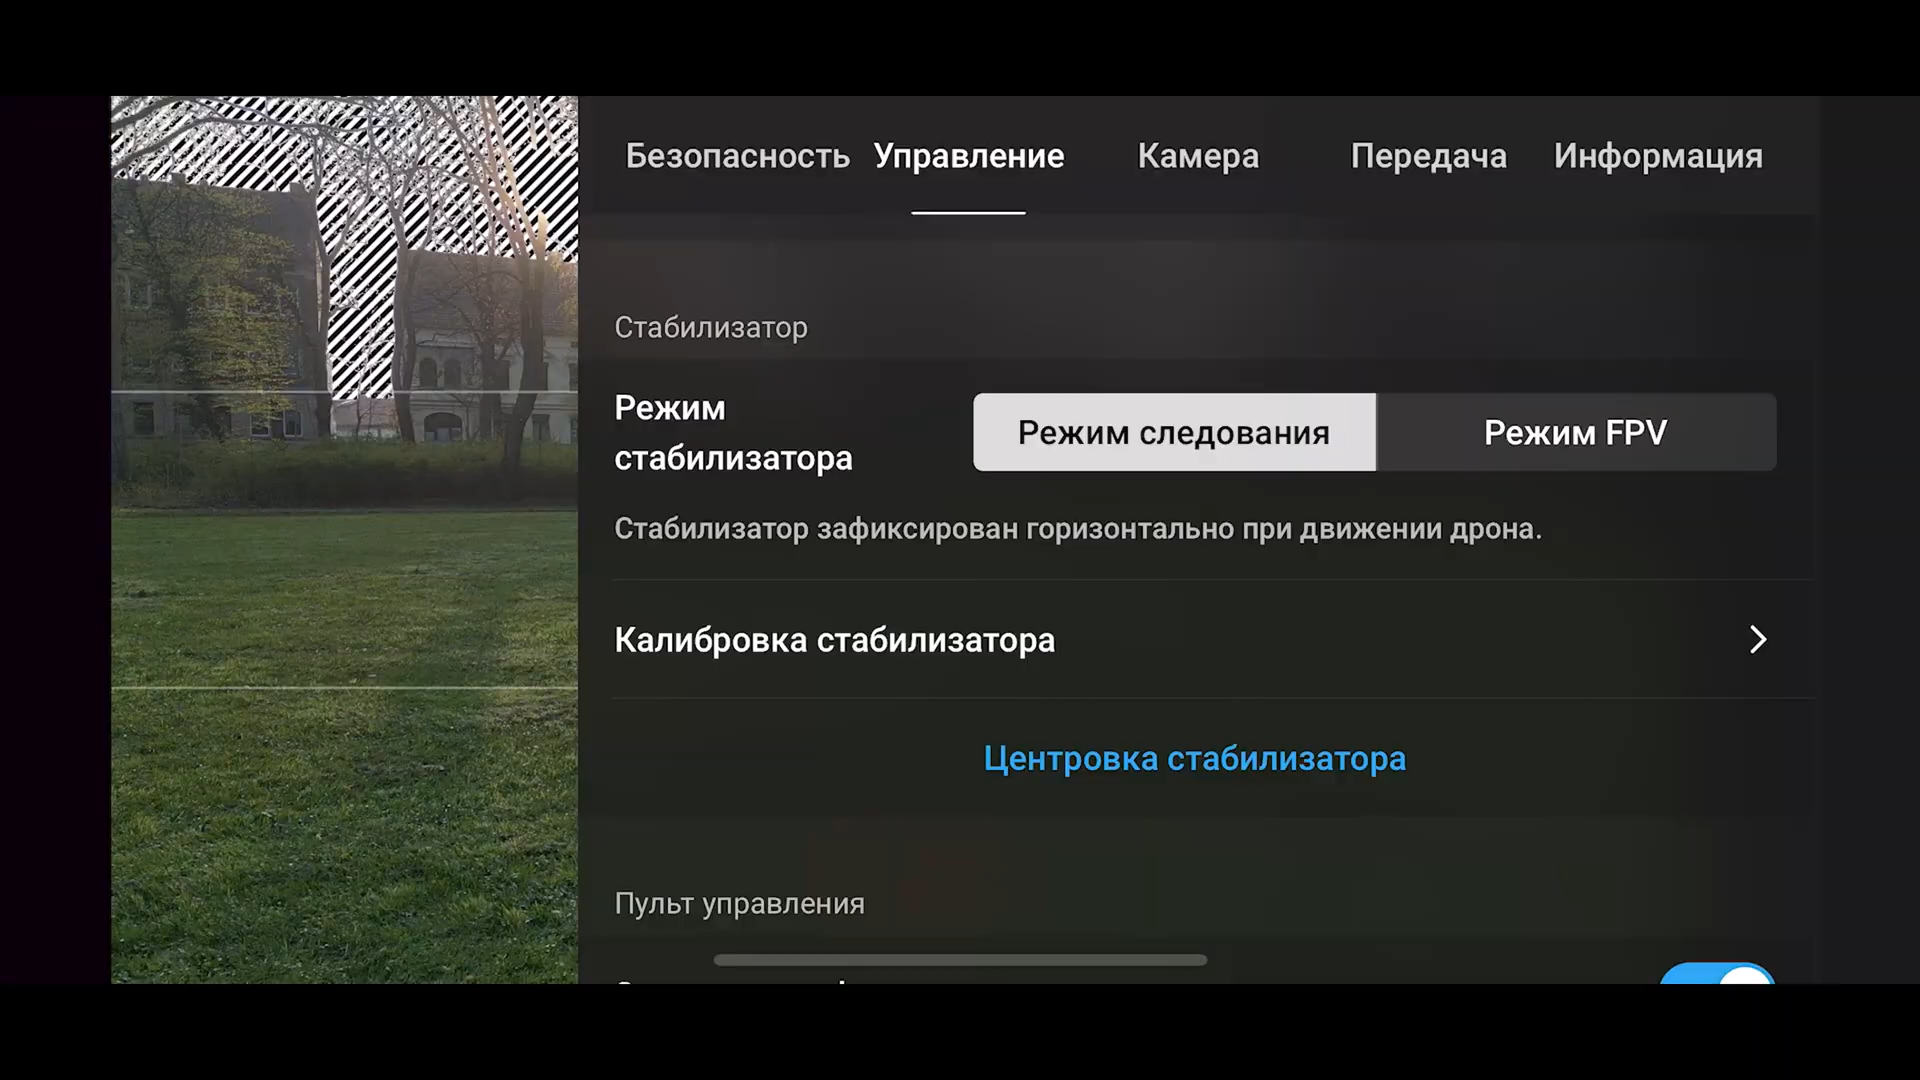 Безопасность Управление Камера Передача Информация
Стабилизатор
Режим
стабилизатора
Режим следования Режим FPV
Стабилизатор зафиксирован горизонтально при движении дрона.
Калибровка стабилизатора
Центровка стабилизатора
Пульт управления